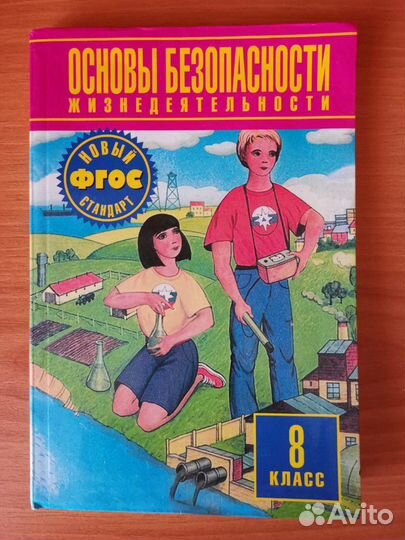 ОСНОВЫ БЕЗОПАСНОСТИ
ЖИЗНЕДЕЯТЕЛЬНОСТИ
НОВЫЙ
ФГОС
СТАНДАРТ
8
КЛАСС
Avito